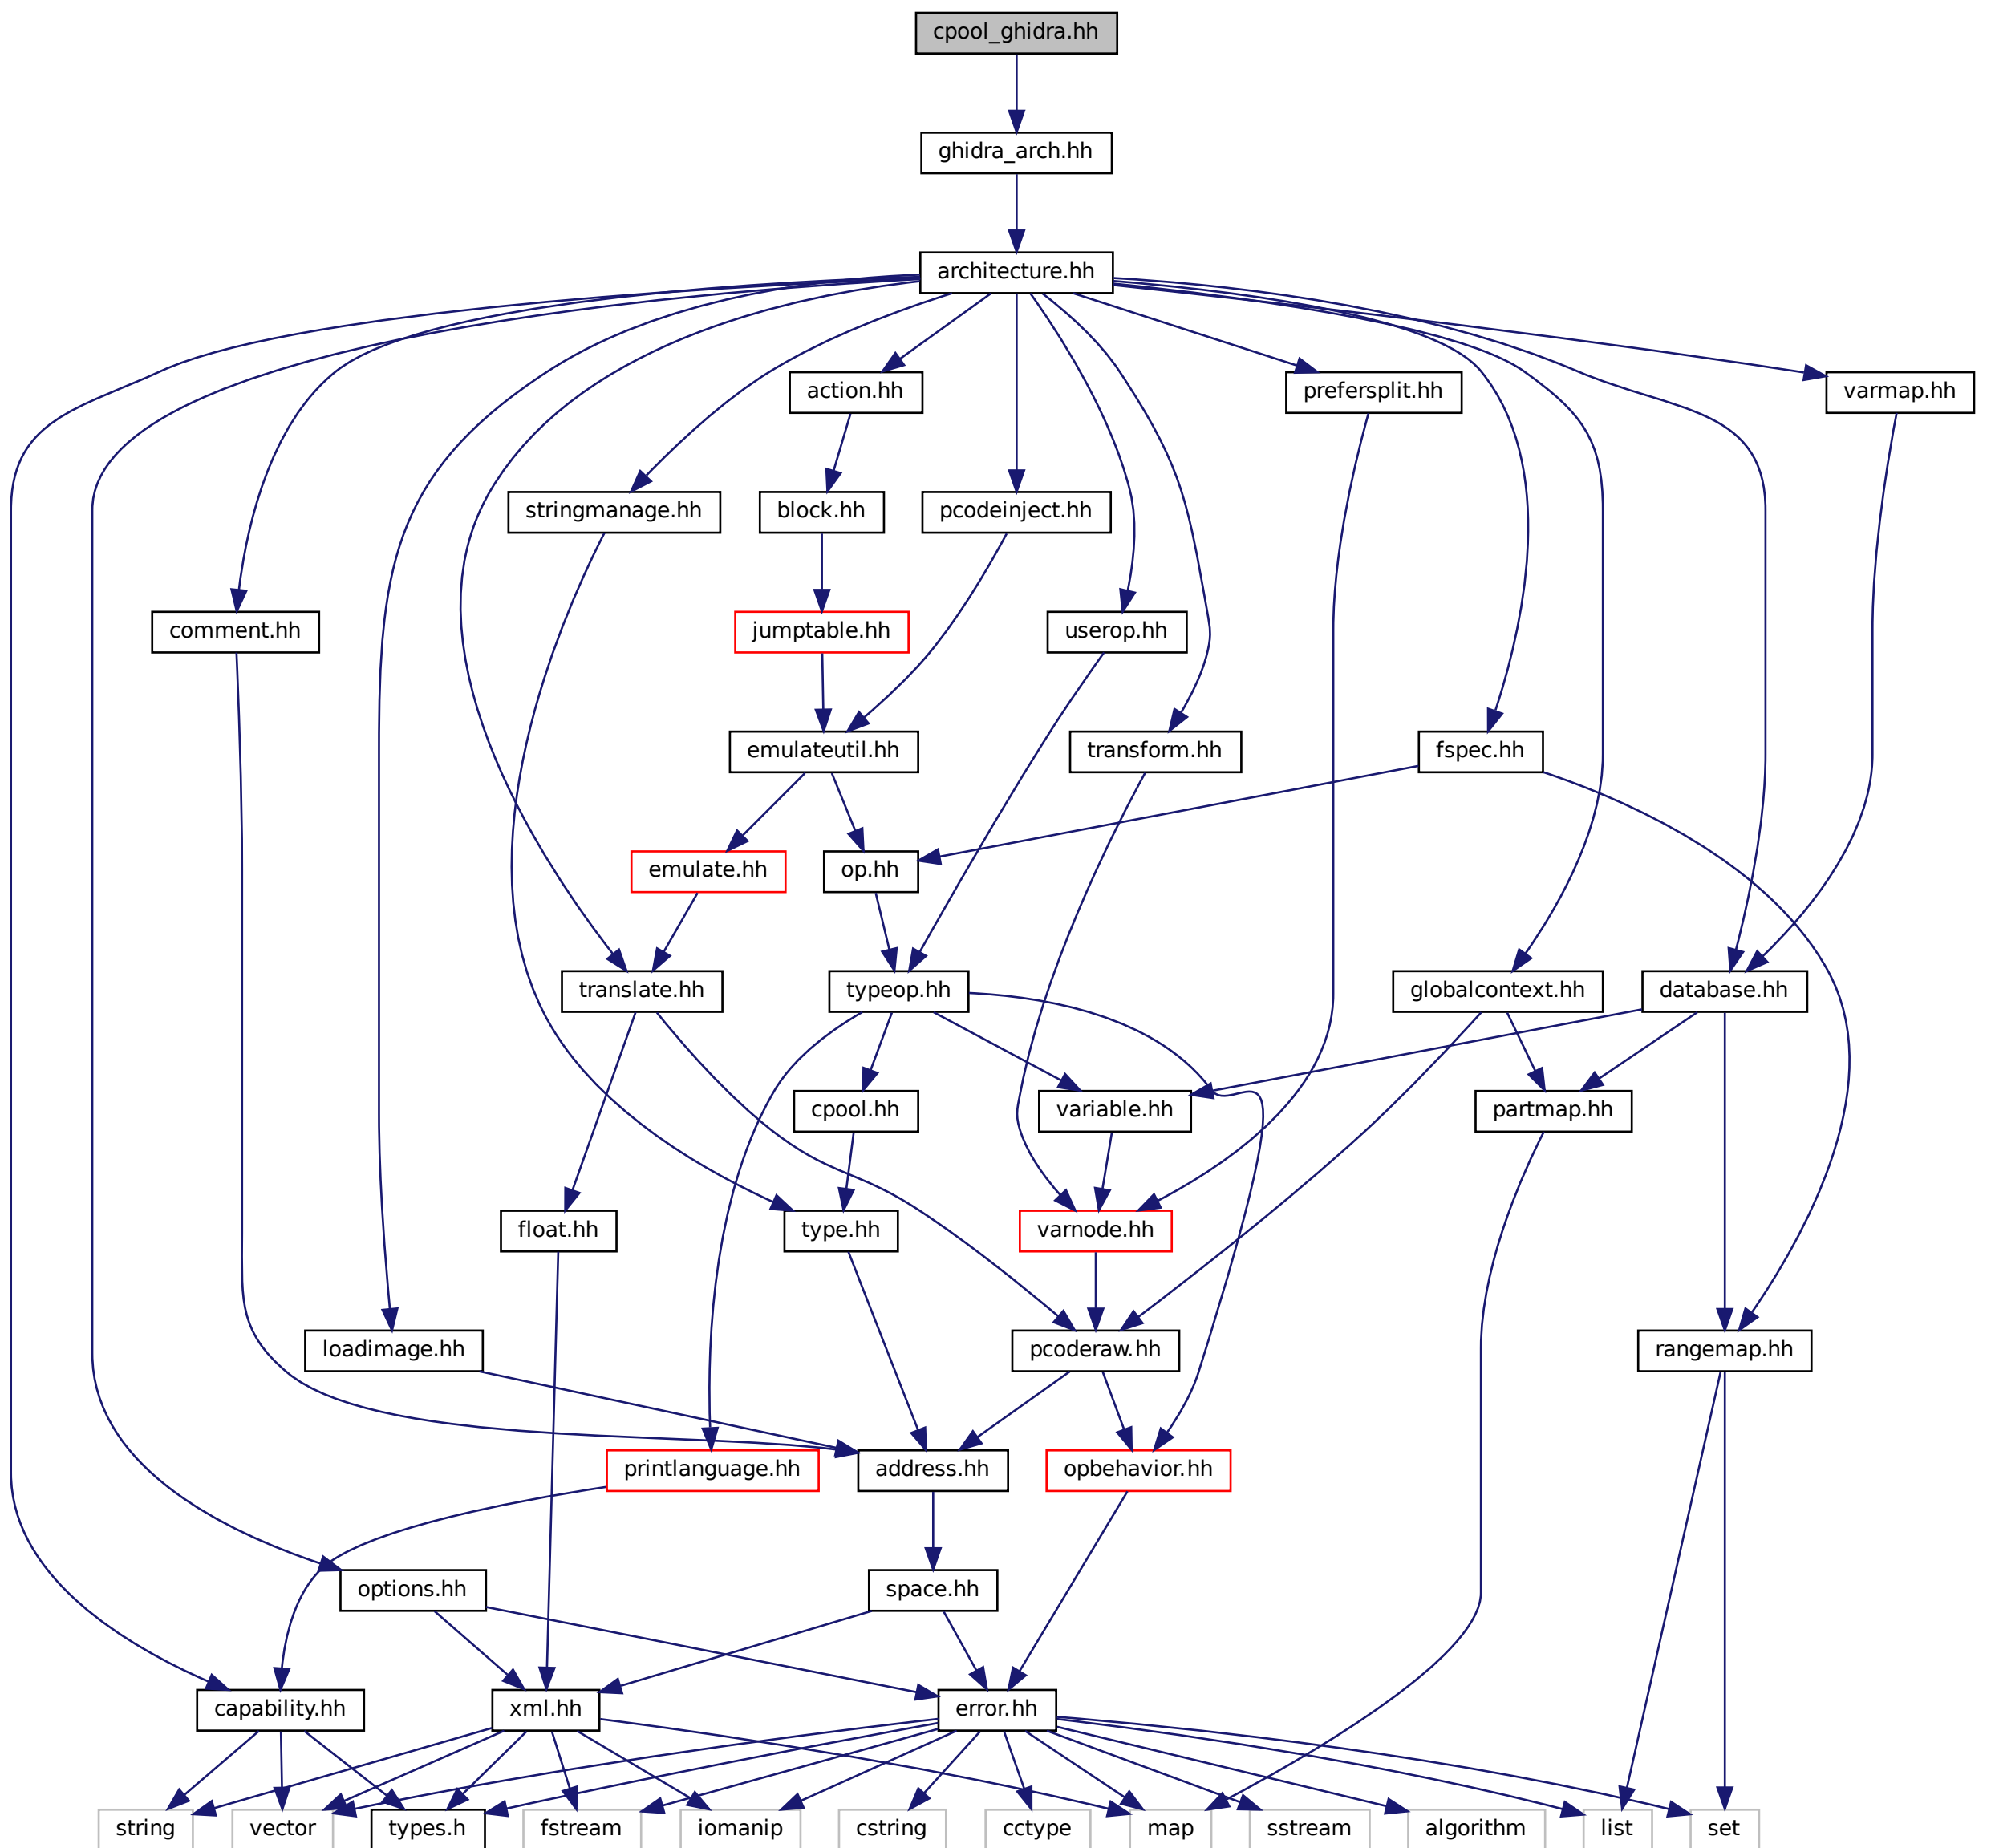 cpool_ghidra.hh
ghidra_arch.hh
architecture.hh
action.hh
prefersplit.hh
varmap.hh
stringmanage.hh
block.hh
pcodeinject.hh
comment.hh
jumptable.hh
userop.hh
emulateutil.hh
transform.hh
fspec.hh
emulate.hh
op.hh
translate.hh
typeop.hh
globalcontext.hh
database.hh
cpool.hh
variable.hh
partmap.hh
float.hh
type.hh
varnode.hh
loadimage.hh
pcoderaw.hh
rangemap.hh
printlanguage.hh
address.hh
opbehavior.hh
options.hh
space.hh
capability.hh
xml.hh
error.hh
string
vector
types.h
fstream
iomanip
cstring
cctype
map
sstream
algorithm
list
set